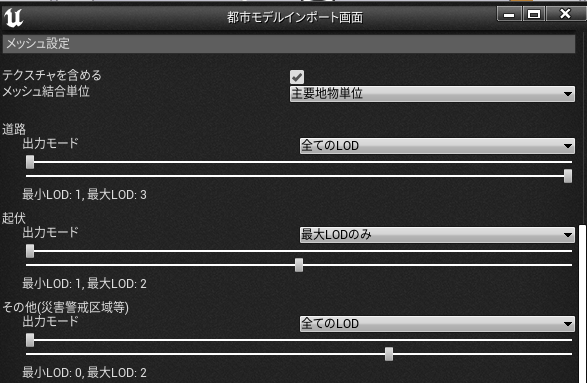 都市モデルインポート画面
メッシュ設定
テクスチャを含める
メッシュ結合単位 主要地物単位
道路
出力モード 全てのLOD
最小LOD: 1, 最大LOD: 3
起伏
出力モード 最大LODのみ
最小LOD: 1, 最大LOD: 2
その他(災害警戒区域等)
出力モード 全てのLOD
最小LOD: 0, 最大LOD: 2